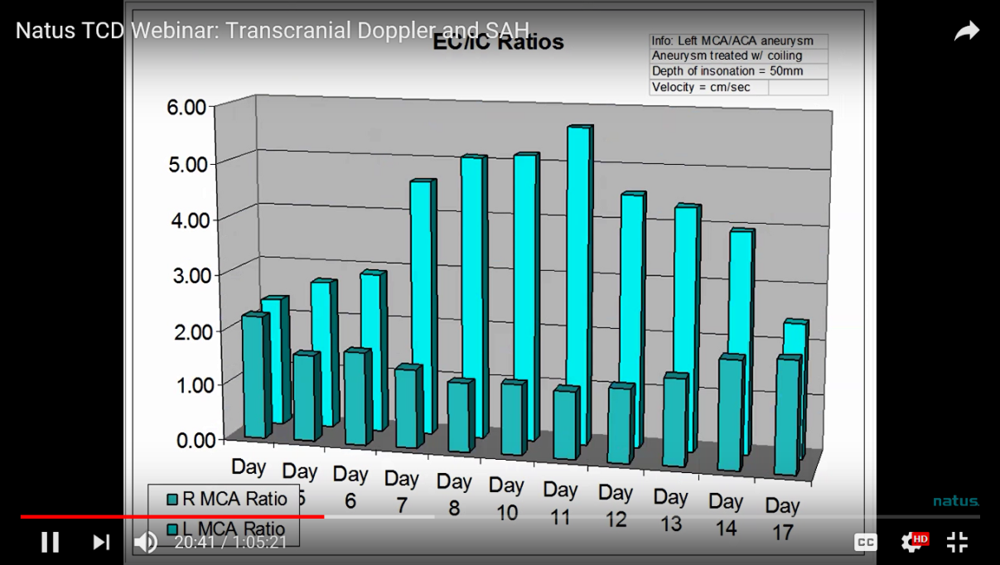 Natus TCD Webinar: Transcranial Doppler and SAH
EC/IC Ratios
Info: Left MCA/ACA aneurysm
Aneurysm treated w/ coiling
Depth of insonation = 50mm
Velocity = cm/sec
6.00
5.00
4.00
3.00
2.00
1.00
0.00
Day
Day 5
Day 6
Day 7
Day 8
Day 10
Day 11
Day 12
Day 13
Day 14
Day 17
R MCA Ratio
L MCA Ratio
natus
20:41 / 1:05:21
CC
HD